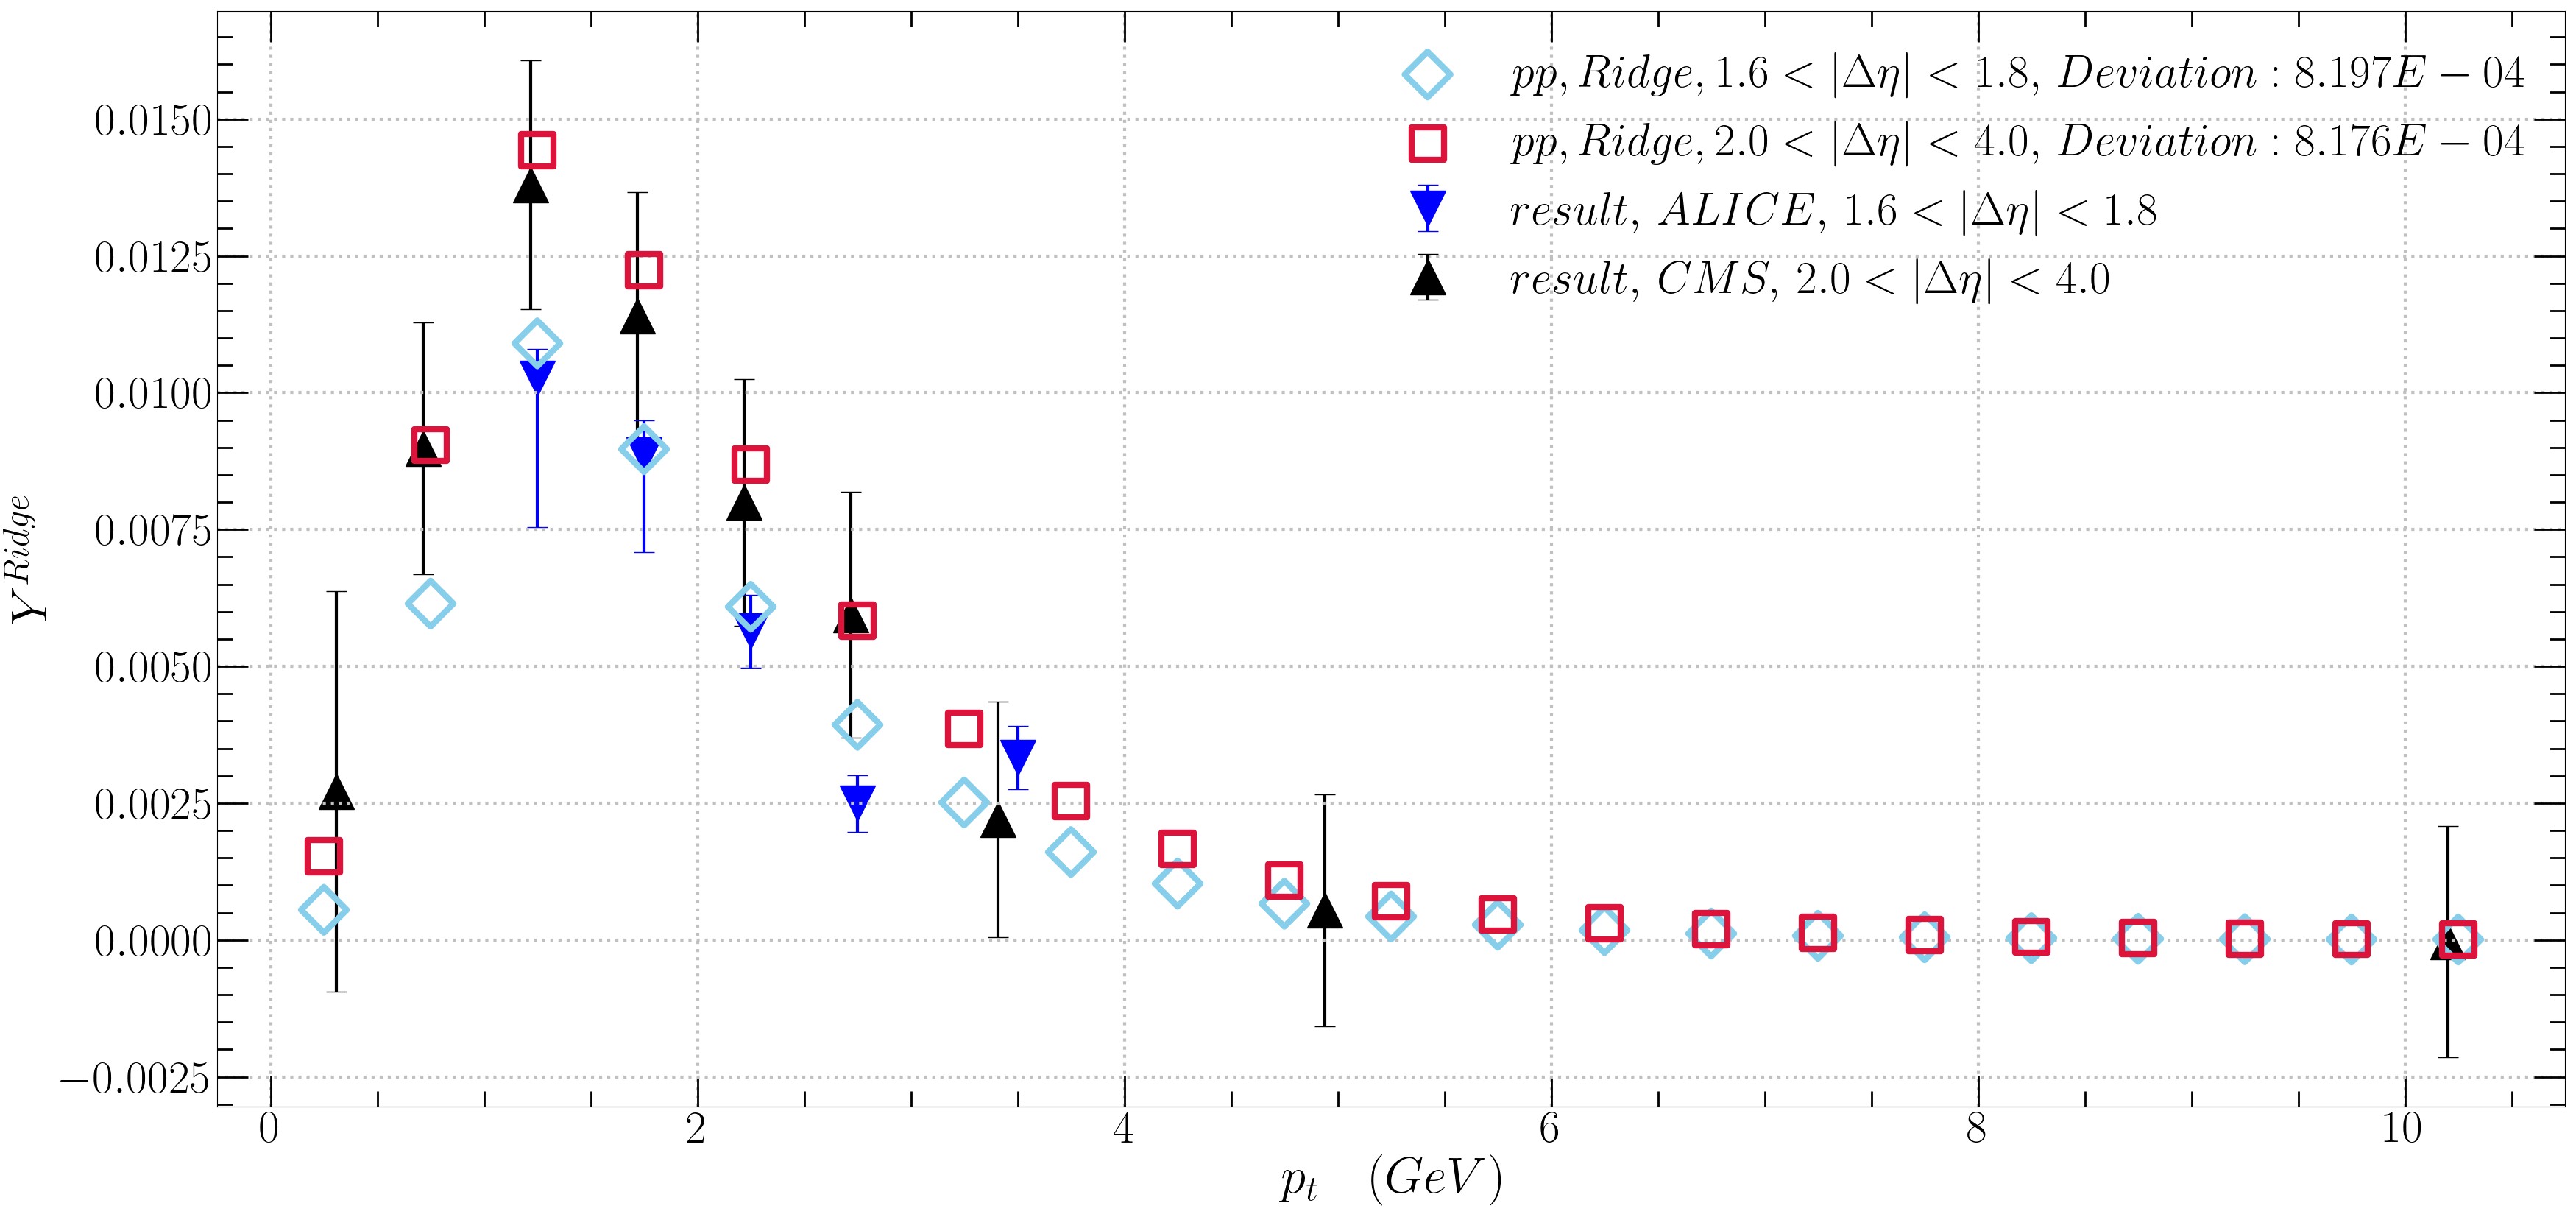 pp, Ridge, 1.6 < |Δη| < 1.8, Deviation : 8.197E − 04
pp, Ridge, 2.0 < |Δη| < 4.0, Deviation : 8.176E − 04
result, ALICE, 1.6 < |Δη| < 1.8
result, CMS, 2.0 < |Δη| < 4.0
0.0150
0.0125
0.0100
0.0075
0.0050
0.0025
0.0000
−0.0025
Y^{Ridge}
0 2 4 6 8 10
p_t (GeV)